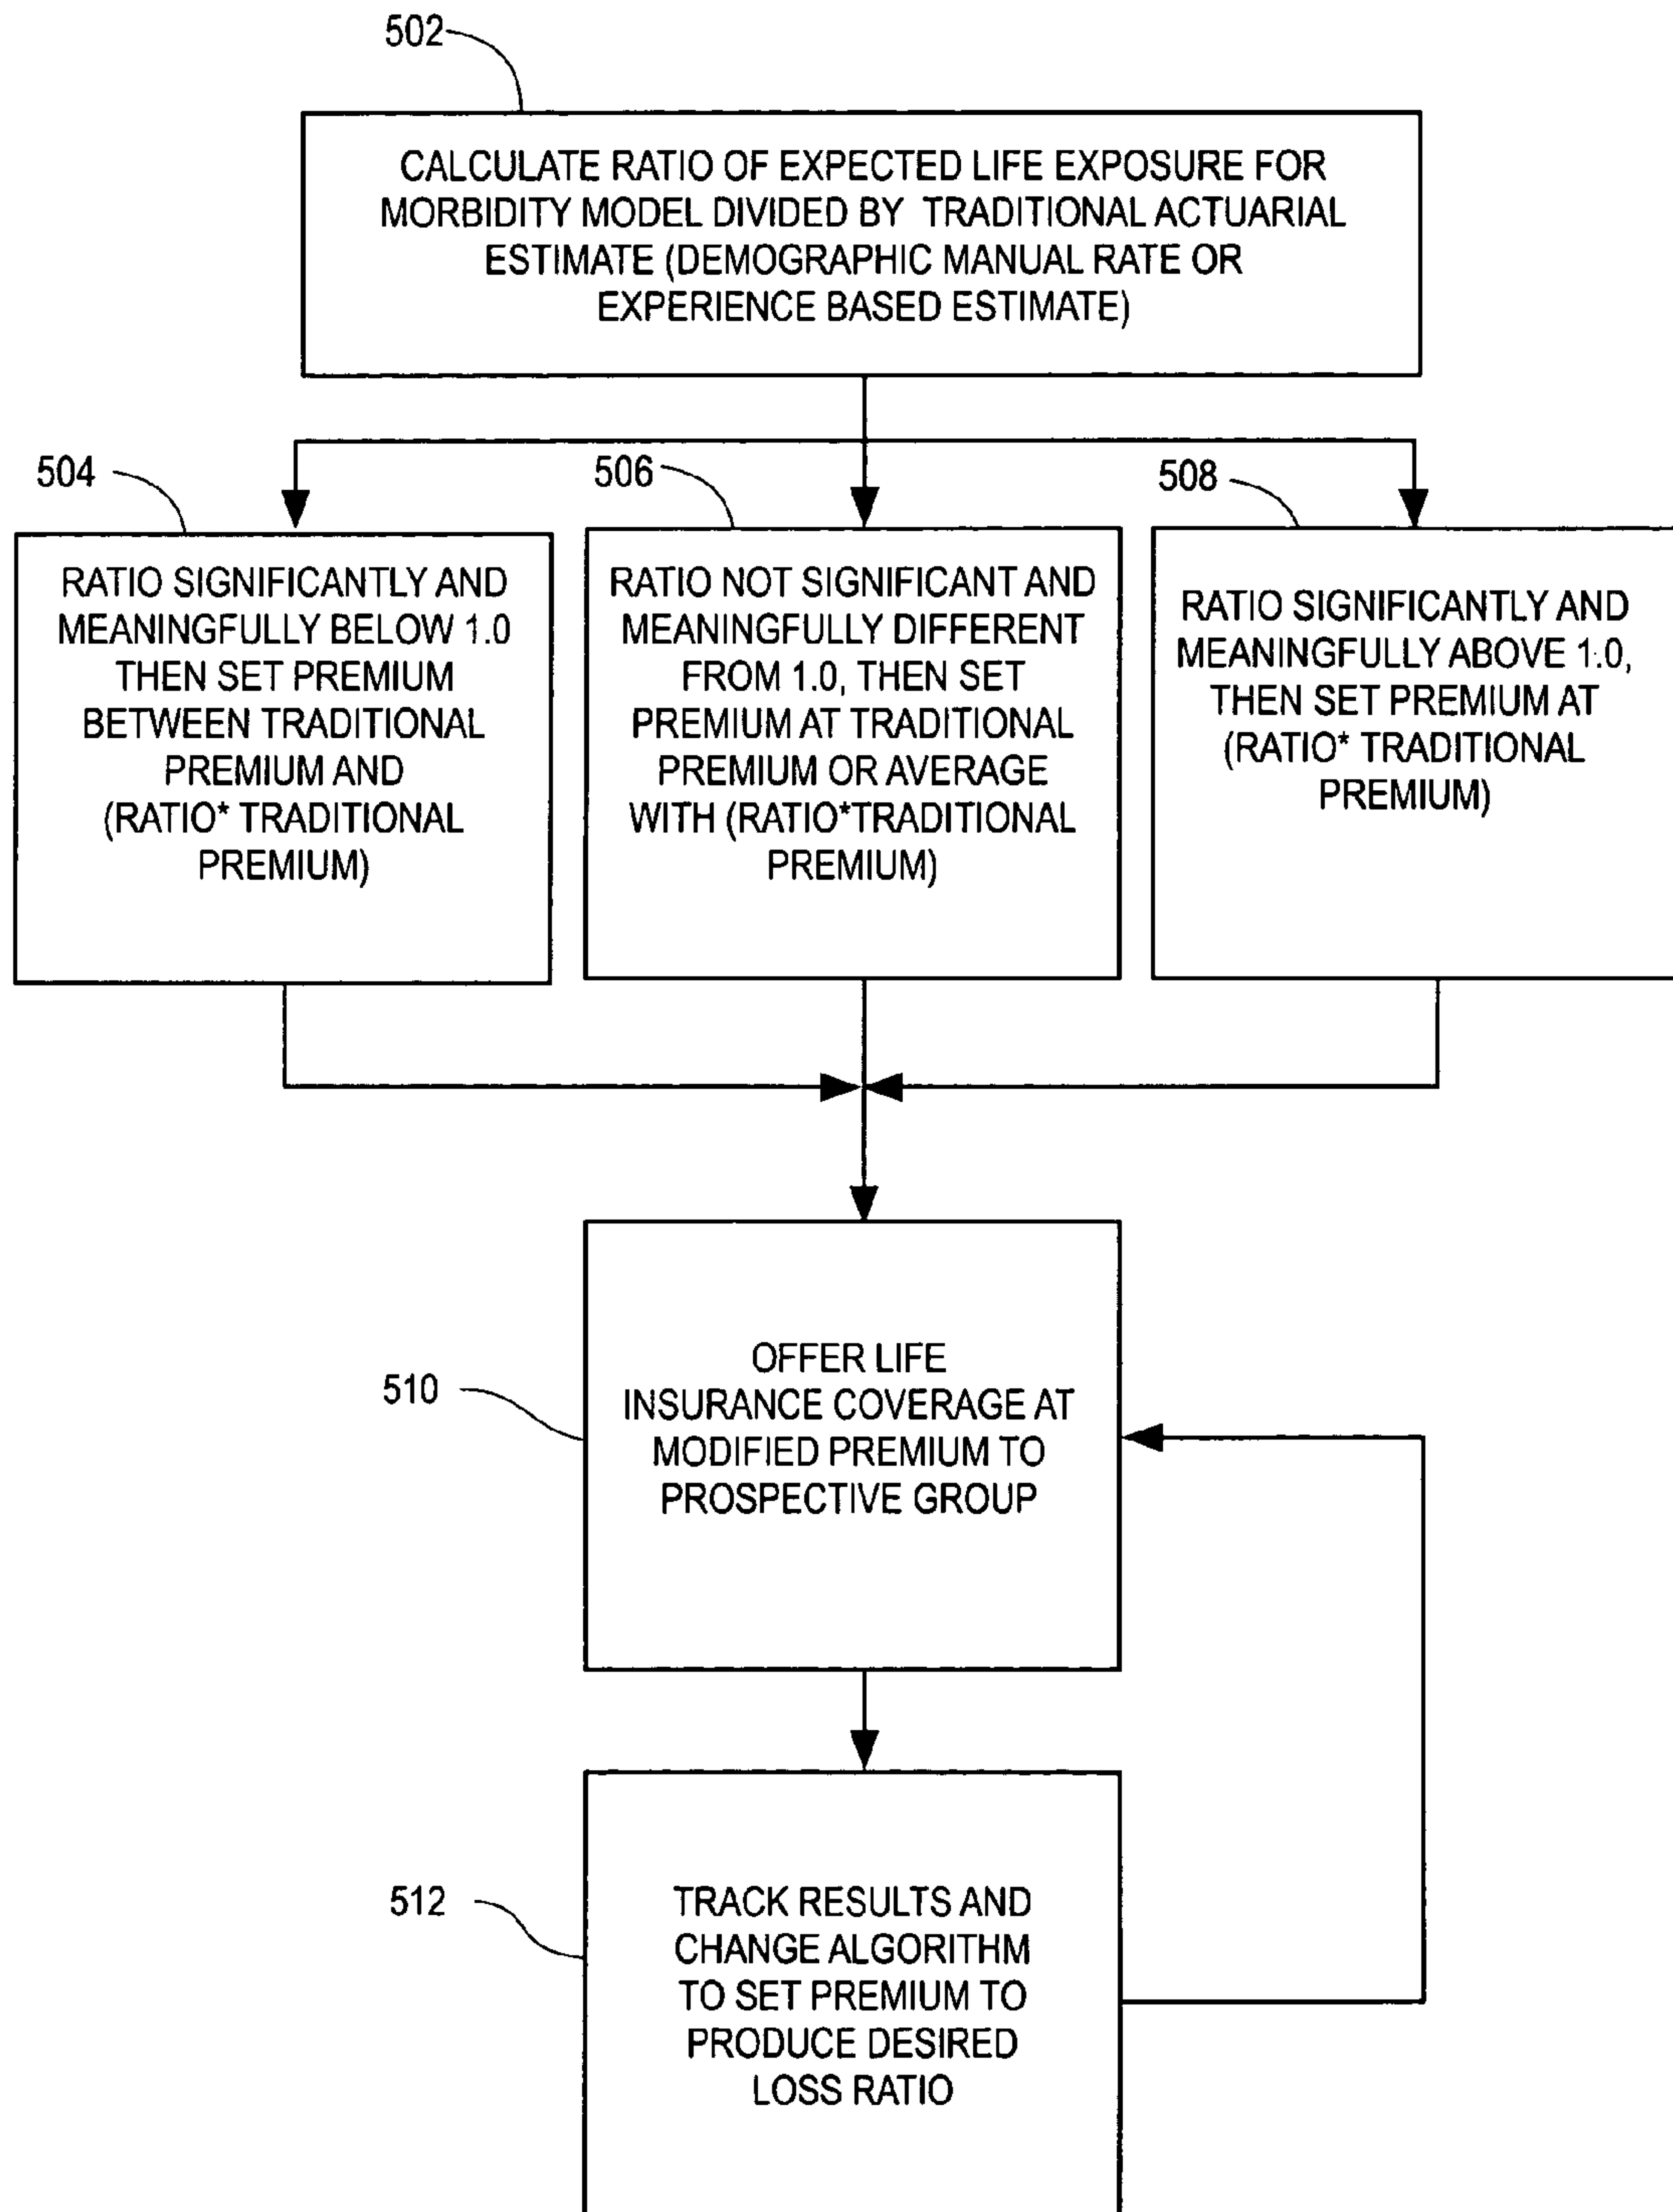 502
CALCULATE RATIO OF EXPECTED LIFE EXPOSURE FOR
MORBIDITY MODEL DIVIDED BY TRADITIONAL ACTUARIAL
ESTIMATE (DEMOGRAPHIC MANUAL RATE OR
EXPERIENCE BASED ESTIMATE)
504
RATIO SIGNIFICANTLY AND
MEANINGFULLY BELOW 1.0
THEN SET PREMIUM
BETWEEN TRADITIONAL
PREMIUM AND
(RATIO* TRADITIONAL
PREMIUM)
506
RATIO NOT SIGNIFICANT AND
MEANINGFULLY DIFFERENT
FROM 1.0, THEN SET
PREMIUM AT TRADITIONAL
PREMIUM OR AVERAGE
WITH (RATIO*TRADITIONAL
PREMIUM)
508
RATIO SIGNIFICANTLY AND
MEANINGFULLY ABOVE 1.0,
THEN SET PREMIUM AT
(RATIO* TRADITIONAL
PREMIUM)
510
OFFER LIFE
INSURANCE COVERAGE AT
MODIFIED PREMIUM TO
PROSPECTIVE GROUP
512
TRACK RESULTS AND
CHANGE ALGORITHM
TO SET PREMIUM TO
PRODUCE DESIRED
LOSS RATIO